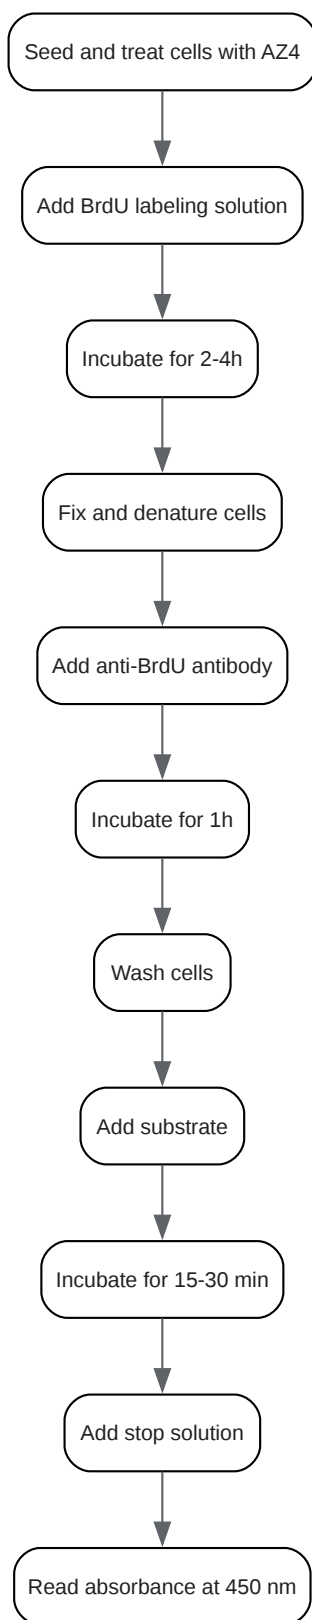 Seed and treat cells with AZ4
Add BrdU labeling solution
Incubate for 2-4h
Fix and denature cells
Add anti-BrdU antibody
Incubate for 1h
Wash cells
Add substrate
Incubate for 15-30 min
Add stop solution
Read absorbance at 450 nm